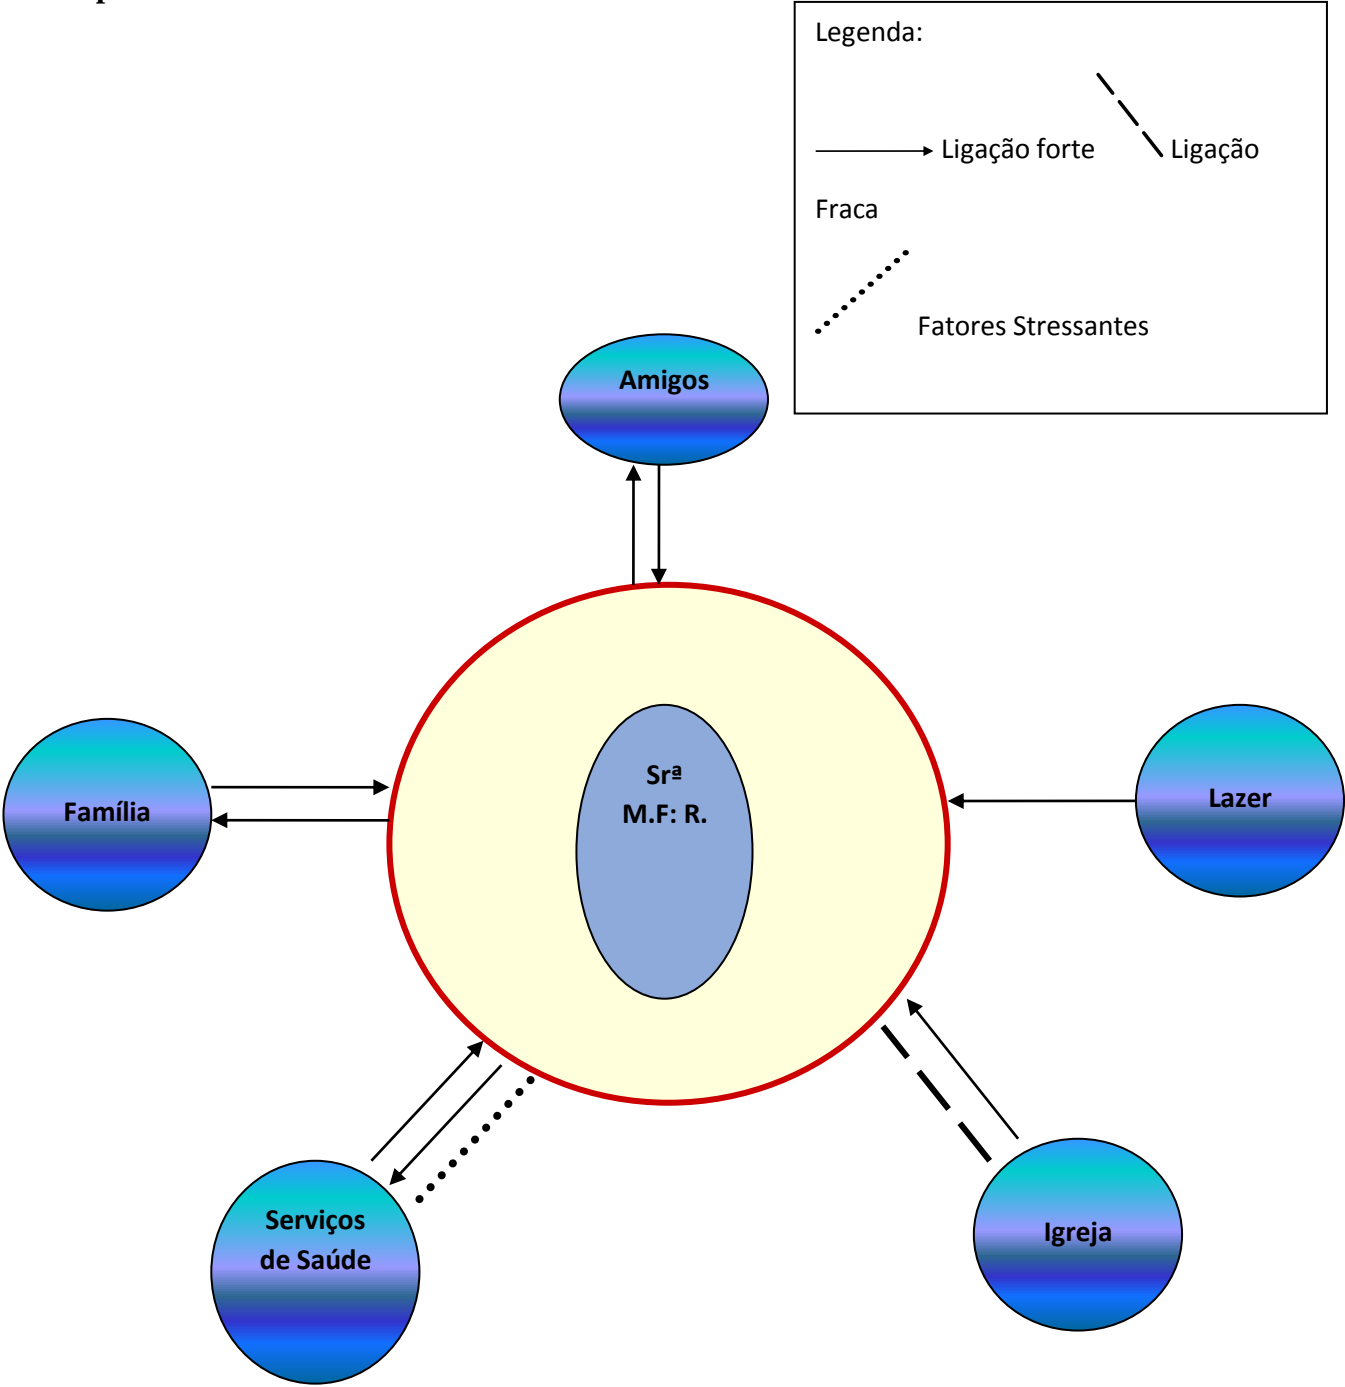 Legenda:
Ligação forte Ligação
Fraca
Fatores Stressantes
Amigos
Srª
M.F: R.
Família
Lazer
Serviços
de Saúde
Igreja